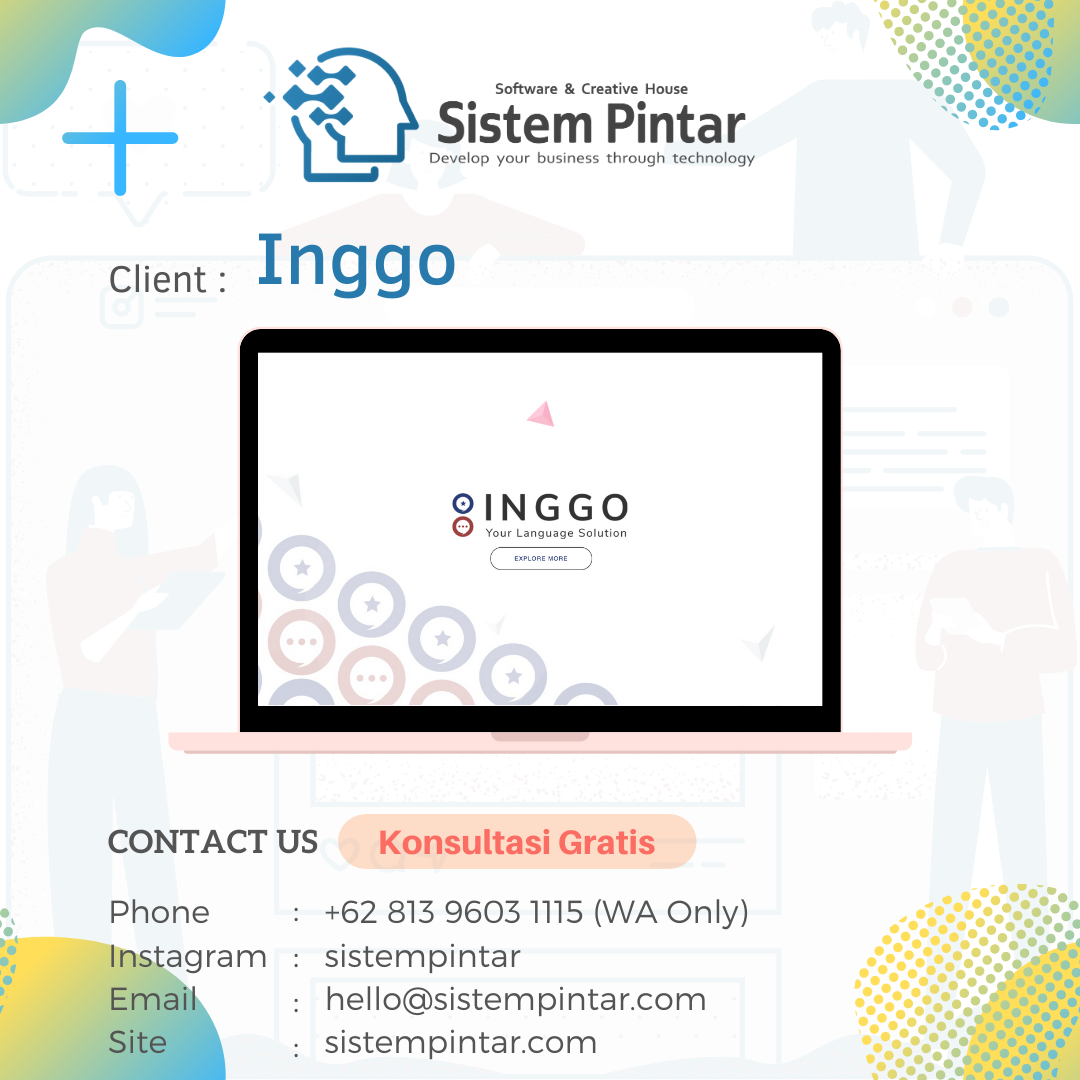 Software & Creative House
Sistem Pintar
Develop your business through technology
Client : Inggo
INGGO
Your Language Solution
EXPLORE MORE
CONTACT US Konsultasi Gratis
Phone : +62 813 9603 1115 (WA Only)
Instagram : sistempintar
Email : hello@sistempintar.com
Site : sistempintar.com